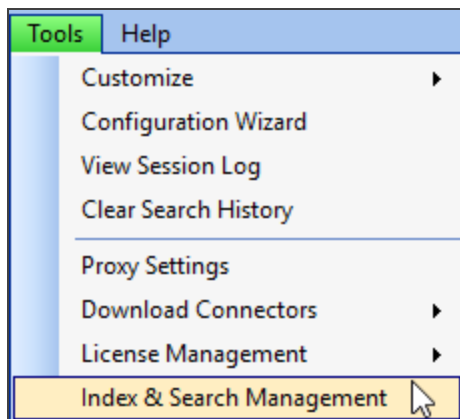 Tools Help
Customize
Configuration Wizard
View Session Log
Clear Search History
Proxy Settings
Download Connectors
License Management
Index & Search Management